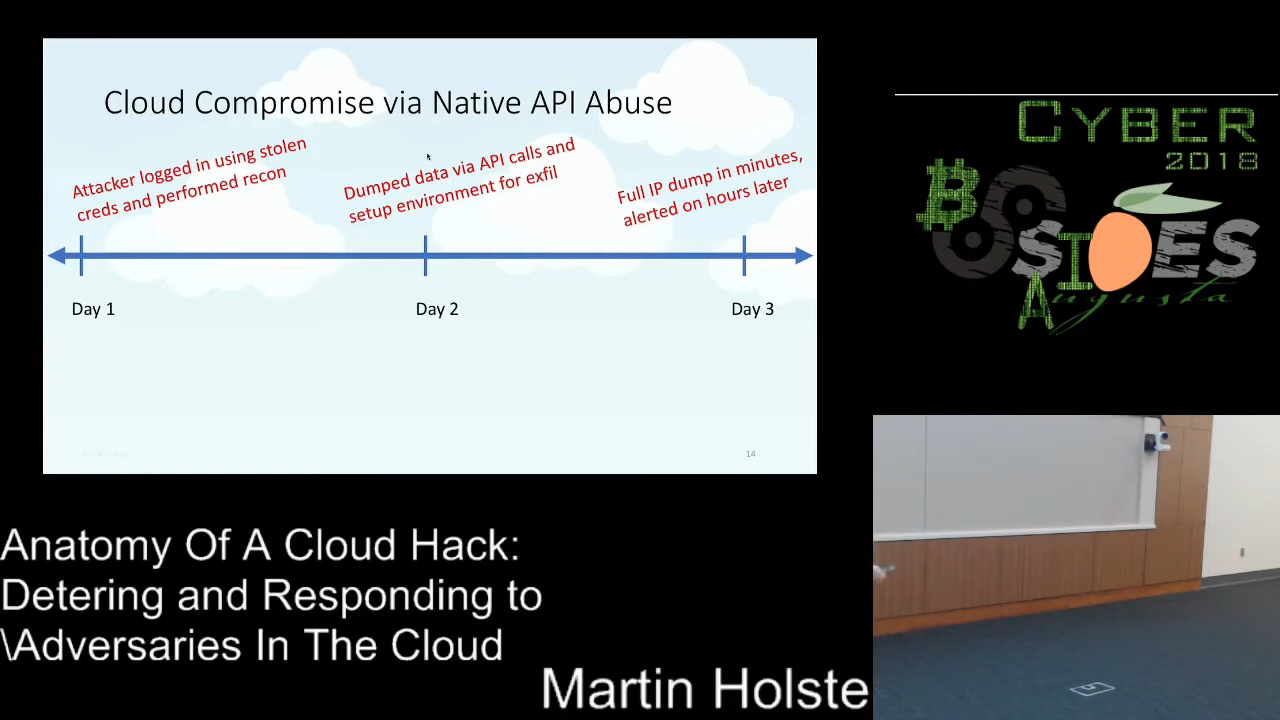 Cloud Compromise via Native API Abuse
Attacker logged in using stolen
creds and performed recon
Dumped data via API calls and
setup environment for exfil
Full IP dump in minutes,
alerted on hours later
Day 1
Day 2
Day 3
14
CYBER
2018
BSIDES
Augusta
Anatomy Of A Cloud Hack:
Detering and Responding to
\Adversaries In The Cloud
Martin Holste